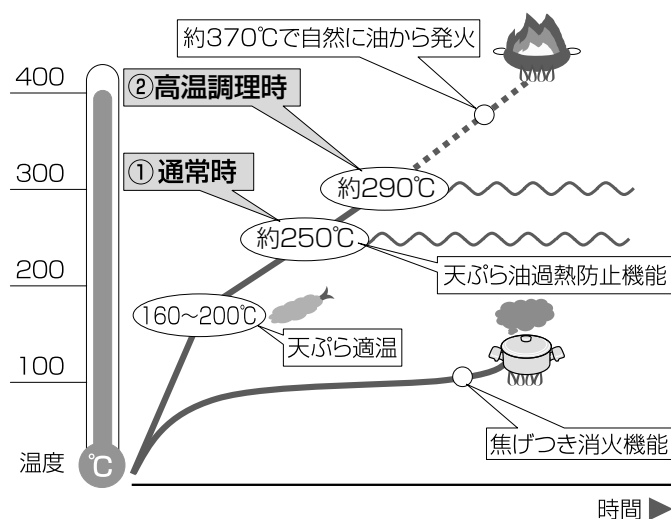 約370℃で自然に油から発火
400
②高温調理時
①通常時
300
約290℃
約250℃
200
天ぷら油過熱防止機能
160～200℃
天ぷら適温
100
焦げつき消火機能
温度
℃
時間▶